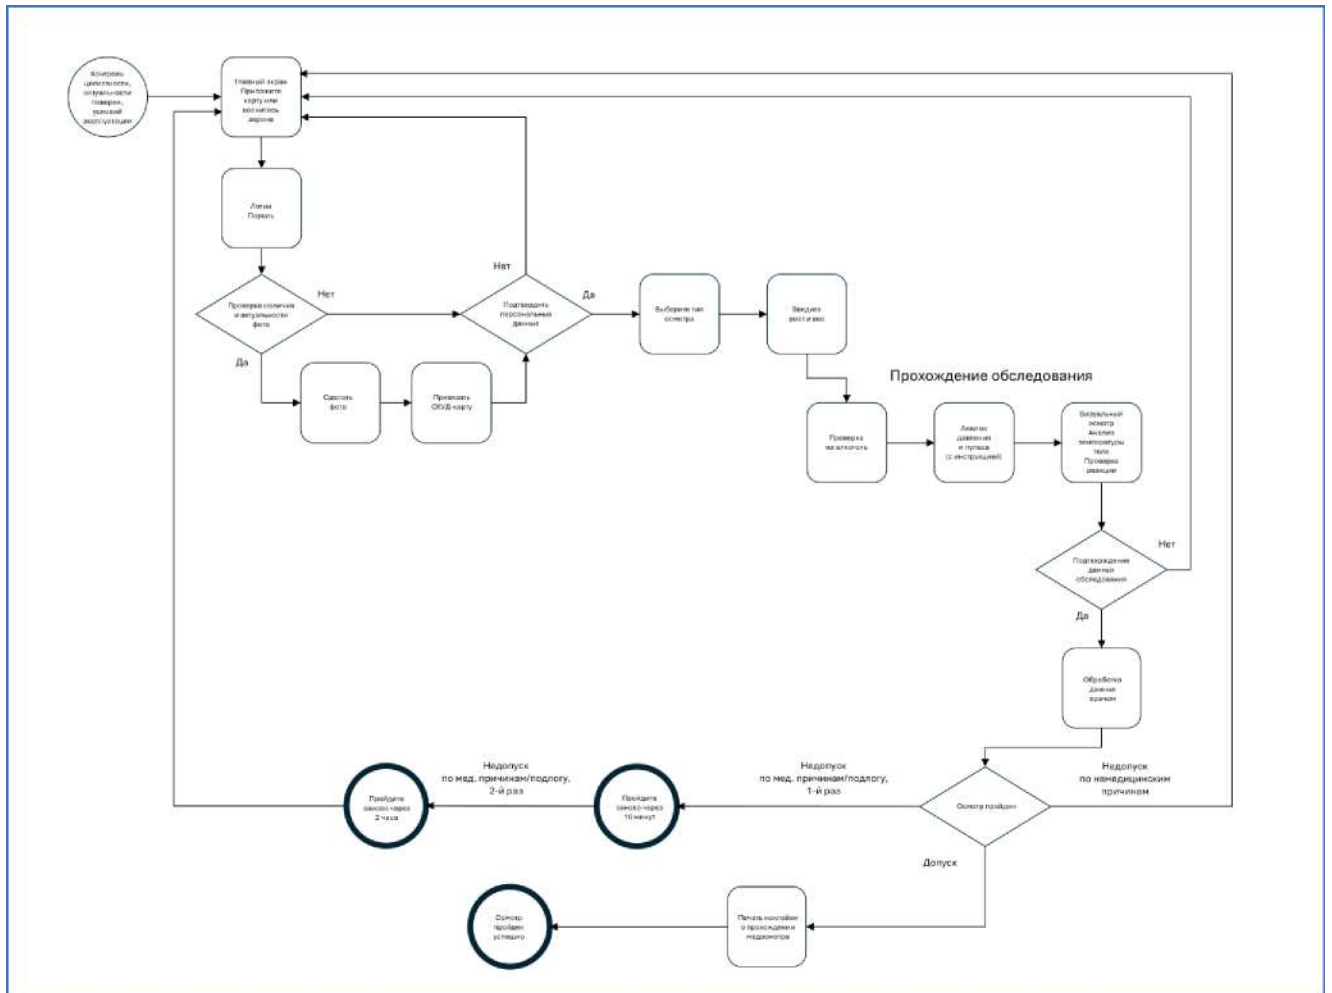 Контроль
целостности,
актуальности
поверки,
условий
эксплуатации
Главный экран
Приложите
карту или
коснитесь
экрана
Логин
Пароль
Проверка наличия
и актуальности
фото
Нет
Да
Сделать
фото
Привязать
СКУД-карту
Нет
Подтвердить
персональные
данные
Да
Выберите тип
осмотра
Введите
рост и вес
Прохождение обследования
Проверка
на алкоголь
Анализ
давления
и пульса
(с инструкцией)
Визуальный
осмотр
Анализ
температуры
тела
Проверка
реакции
Подтверждение
данных
обследования
Нет
Да
Обработка
данных
врачом
Осмотр пройден
Недопуск
по немедицинским
причинам
Недопуск
по мед. причинам/подлогу,
1-й раз
Пройдите
заново через
10 минут
Недопуск
по мед. причинам/подлогу,
2-й раз
Пройдите
заново через
2 часа
Допуск
Печать наклейки
о прохождении
медосмотра
Осмотр
пройден
успешно